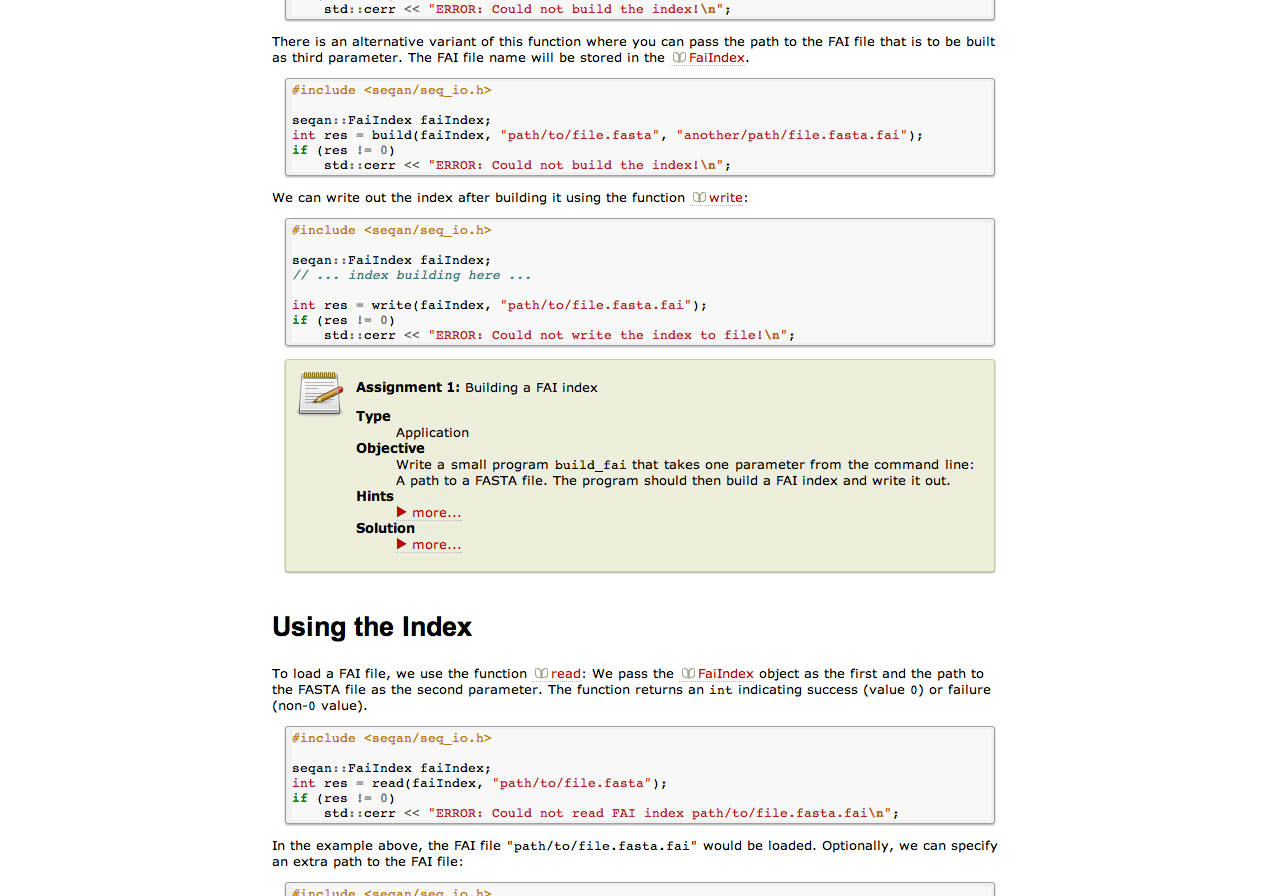 std::cerr << "ERROR: Could not build the index!\n";
There is an alternative variant of this function where you can pass the path to the FAI file that is to be built
as third parameter. The FAI file name will be stored in the FaiIndex.
#include <seqan/seq_io.h>
seqan::FaiIndex faiIndex;
int res = build(faiIndex, "path/to/file.fasta", "another/path/file.fasta.fai");
if (res != 0)
    std::cerr << "ERROR: Could not build the index!\n";
We can write out the index after building it using the function write:
#include <seqan/seq_io.h>
seqan::FaiIndex faiIndex;
// ... index building here ...
int res = write(faiIndex, "path/to/file.fasta.fai");
if (res != 0)
    std::cerr << "ERROR: Could not write the index to file!\n";
Assignment 1: Building a FAI index
Type
Application
Objective
Write a small program build_fai that takes one parameter from the command line:
A path to a FASTA file. The program should then build a FAI index and write it out.
Hints
more...
Solution
more...
Using the Index
To load a FAI file, we use the function read: We pass the FaiIndex object as the first and the path to
the FASTA file as the second parameter. The function returns an int indicating success (value 0) or failure
(non-0 value).
#include <seqan/seq_io.h>
seqan::FaiIndex faiIndex;
int res = read(faiIndex, "path/to/file.fasta");
if (res != 0)
    std::cerr << "ERROR: Could not read FAI index path/to/file.fasta.fai\n";
In the example above, the FAI file "path/to/file.fasta.fai" would be loaded. Optionally, we can specify
an extra path to the FAI file:
#include <seqan/seq_io.h>